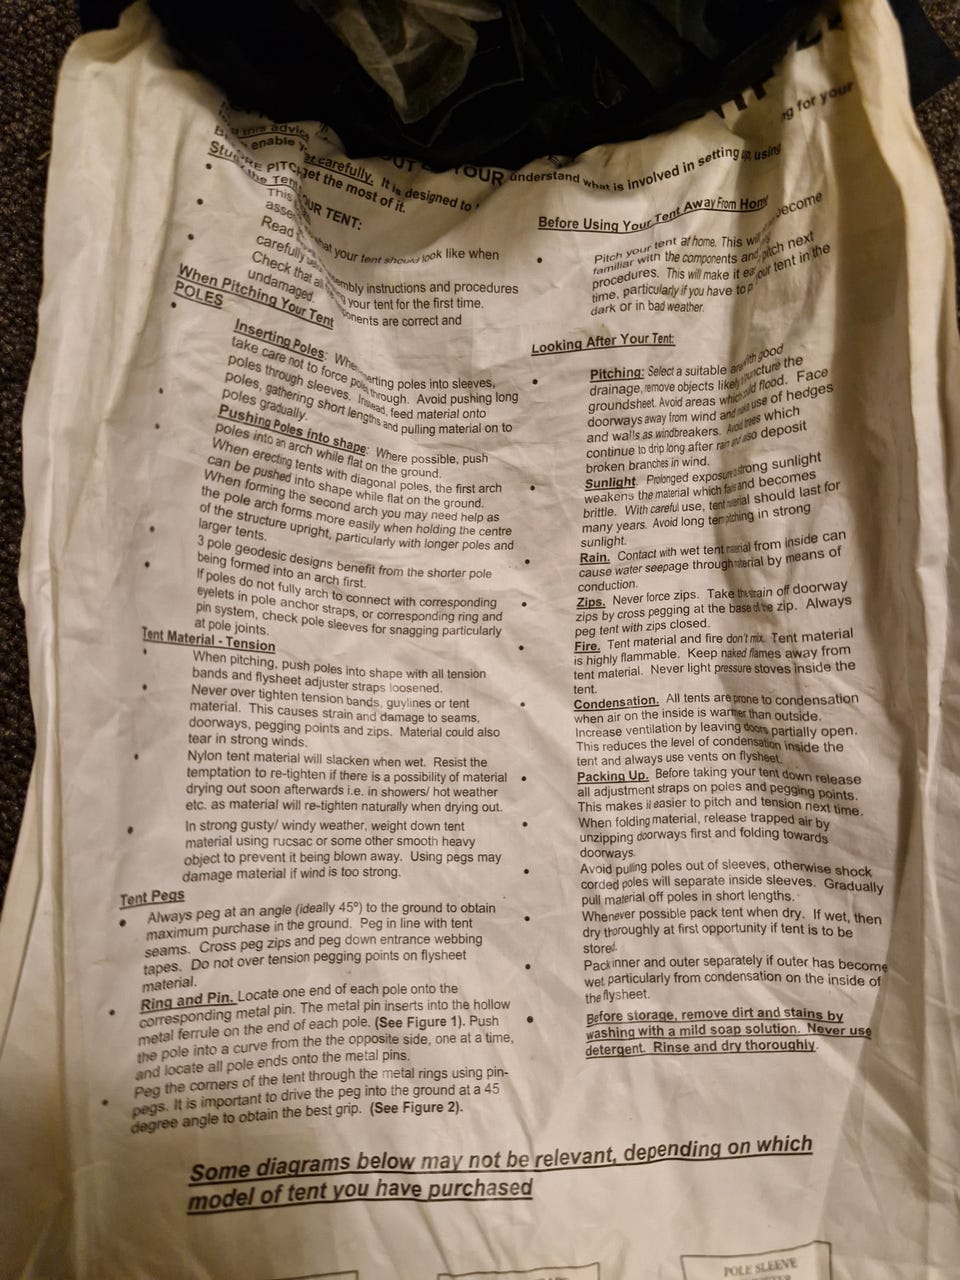 ng for your
understand what is involved in setting up, using
this advice carefully. It is designed to
enable get the most of it.
OUT YOUR
BEFORE PITCH OUR TENT:
Stu the Ten
This what your tent should look like when
asse
Read embly instructions and procedures
carefully your tent for the first time.
Check that all onents are correct and
undamaged.
When Pitching Your Tent
POLES
Inserting Poles: When inserting poles into sleeves,
take care not to force poles through. Avoid pushing long
poles through sleeves. Instead, feed material onto
poles, gathering short lengths and pulling material on to
poles gradually.
Pushing Poles into shape: Where possible, push
poles into an arch while flat on the ground.
When erecting tents with diagonal poles, the first arch
can be pushed into shape while flat on the ground.
When forming the second arch you may need help as
the pole arch forms more easily when holding the centre
of the structure upright, particularly with longer poles and
larger tents.
3 pole geodesic designs benefit from the shorter pole
being formed into an arch first.
If poles do not fully arch to connect with corresponding
eyelets in pole anchor straps, or corresponding ring and
pin system, check pole sleeves for snagging particularly
at pole joints.
Tent Material - Tension
When pitching, push poles into shape with all tension
bands and flysheet adjuster straps loosened.
Never over tighten tension bands, guylines or tent
material. This causes strain and damage to seams,
doorways, pegging points and zips. Material could also
tear in strong winds.
Nylon tent material will slacken when wet. Resist the
temptation to re-tighten if there is a possibility of material
drying out soon afterwards i.e. in showers/ hot weather
etc. as material will re-tighten naturally when drying out.
In strong gusty/ windy weather, weight down tent
material using rucsac or some other smooth heavy
object to prevent it being blown away. Using pegs may
damage material if wind is too strong.
Tent Pegs
Always peg at an angle (ideally 45°) to the ground to obtain
maximum purchase in the ground. Peg in line with tent
seams. Cross peg zips and peg down entrance webbing
tapes. Do not over tension pegging points on flysheet
material.
Ring and Pin. Locate one end of each pole onto the
corresponding metal pin. The metal pin inserts into the hollow
metal ferrule on the end of each pole. (See Figure 1). Push
the pole into a curve from the the opposite side, one at a time,
and locate all pole ends onto the metal pins.
Peg the corners of the tent through the metal rings using pin-
pegs. It is important to drive the peg into the ground at a 45
degree angle to obtain the best grip. (See Figure 2).
Before Using Your Tent Away From Home
Pitch your tent at home. This will become
familiar with the components and pitch next
procedures. This will make it eas your tent in the
time, particularly if you have to p
dark or in bad weather.
Looking After Your Tent:
Pitching: Select a suitable area with good
drainage, remove objects likely puncture the
groundsheet. Avoid areas which could flood. Face
doorways away from wind and make use of hedges
and walls as windbreakers. Avoid trees which
continue to drip long after rain and also deposit
broken branches in wind.
Sunlight. Prolonged exposure strong sunlight
weakens the material which fades and becomes
brittle. With careful use, tent material should last for
many years. Avoid long term pitching in strong
sunlight.
Rain. Contact with wet tent material from inside can
cause water seepage through material by means of
conduction.
Zips. Never force zips. Take the strain off doorway
zips by cross pegging at the base of the zip. Always
peg tent with zips closed.
Fire. Tent material and fire don't mix. Tent material
is highly flammable. Keep naked flames away from
tent material. Never light pressure stoves inside the
tent.
Condensation. All tents are prone to condensation
when air on the inside is warmer than outside.
Increase ventilation by leaving doors partially open.
This reduces the level of condensation inside the
tent and always use vents on flysheet.
Packing Up. Before taking your tent down release
all adjustment straps on poles and pegging points.
This makes it easier to pitch and tension next time.
When folding material, release trapped air by
unzipping doorways first and folding towards
doorways.
Avoid pulling poles out of sleeves, otherwise shock
corded poles will separate inside sleeves. Gradually
pull material off poles in short lengths.
Whenever possible pack tent when dry. If wet, then
dry thoroughly at first opportunity if tent is to be
stored.
Pack inner and outer separately if outer has become
wet, particularly from condensation on the inside of
the flysheet.
Before storage, remove dirt and stains by
washing with a mild soap solution. Never use
detergent. Rinse and dry thoroughly.
Some diagrams below may not be relevant, depending on which
model of tent you have purchased
POLE SLEEVE